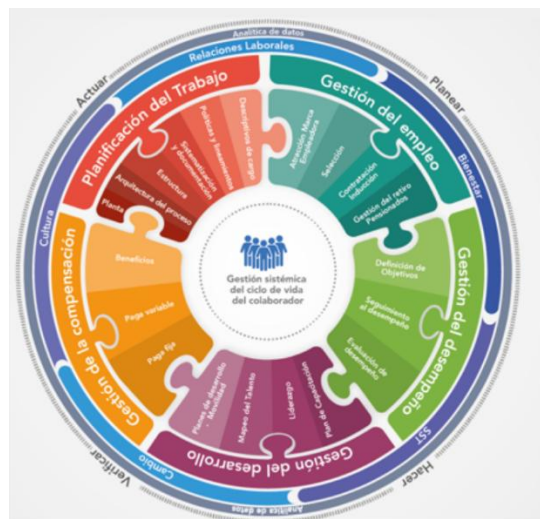 Analítica de datos
Relaciones Laborales
Actuar
Planear
Planificación del Trabajo
Planta
Arquitectura del proceso
Estructura
Sistematización
y documentación
Políticas y lineamientos
Descriptivos de cargo
Gestión del empleo
Atracción Marca
Empleadora
Selección
Contratación
Inducción
Gestión del retiro
Pensionados
Bienestar
Gestión del desempeño
Definición de
Objetivos
Seguimiento
al desempeño
Evaluación de
desempeño
SST
Hacer
Gestión del desarrollo
Plan de Capacitación
Liderazgo
Mapeo del Talento
Planes de desarrollo
- Movilidad
Analítica de datos
Cambio
Verificar
Gestión de la compensación
Pago fijo
Pago variable
Beneficios
Cultura
Gestión sistémica
del ciclo de vida
del colaborador